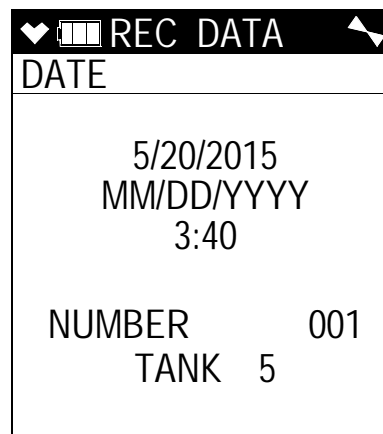 REC DATA
DATE
5/20/2015
MM/DD/YYYY
3:40
NUMBER 001
TANK 5